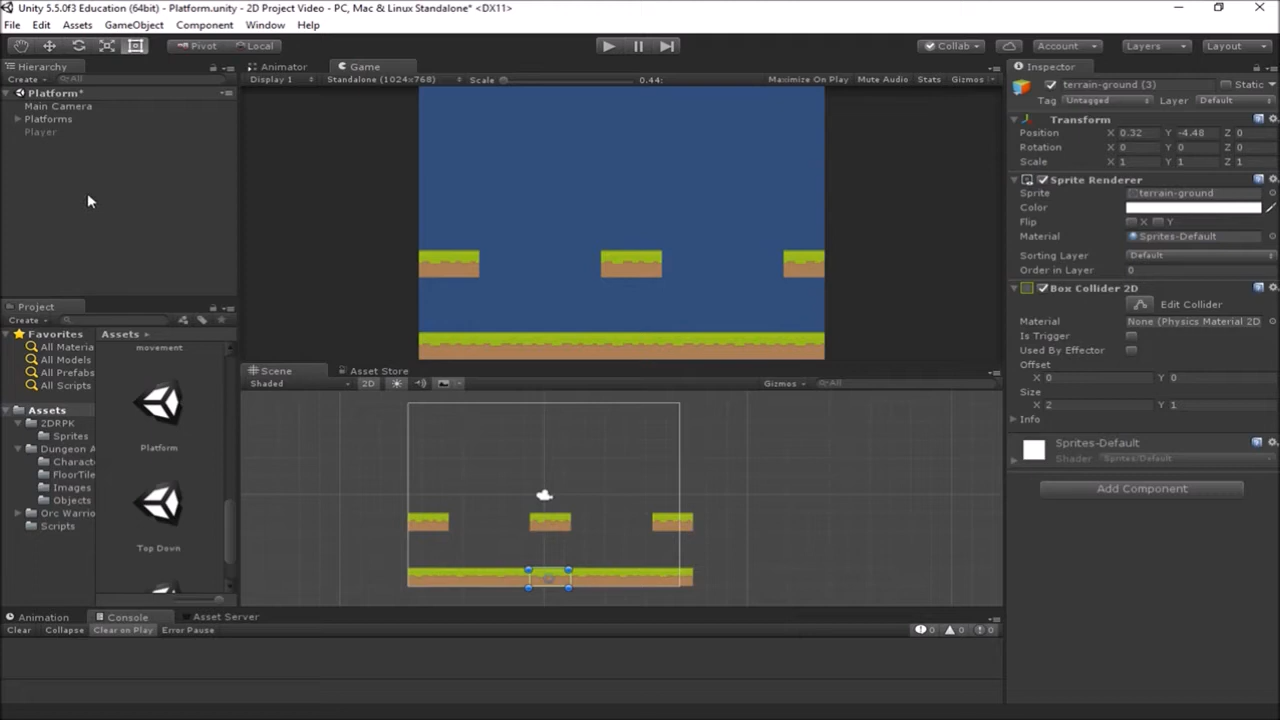 Unity 5.5.0f3 Education (64bit) - Platform.unity - 2D Project Video - PC, Mac & Linux Standalone* <DX11>
File Edit Assets GameObject Component Window Help
Pivot Local Collab Account Layers Layout
Hierarchy
Create All
Platform*
Main Camera
Platforms
Player
Animator Game
Display 1 Standalone (1024x768) Scale 0.44: Maximize On Play Mute Audio Stats Gizmos
Scene Asset Store
Shaded 2D Gizmos All
Project
Create
Favorites
All Materia
All Models
All Prefabs
All Scripts
Assets
2DRPK
Sprites
Dungeon A
Charact
FloorTile
Images
Objects
Orc Warrio
Scripts
Assets
movement
Platform
Top Down
Animation Console Asset Server
Clear Collapse Clear on Play Error Pause 0 0 0
Inspector
terrain-ground (3) Static
Tag Untagged Layer Default
Transform
Position X 0.32 Y -4.48 Z 0
Rotation X 0 Y 0 Z 0
Scale X 1 Y 1 Z 1
Sprite Renderer
Sprite terrain-ground
Color
Flip X Y
Material Sprites-Default
Sorting Layer Default
Order in Layer 0
Box Collider 2D
Edit Collider
Material None (Physics Material 2D
Is Trigger
Used By Effector
Offset
X 0 Y 0
Size
X 2 Y 1
Info
Sprites-Default
Shader Sprites/Default
Add Component